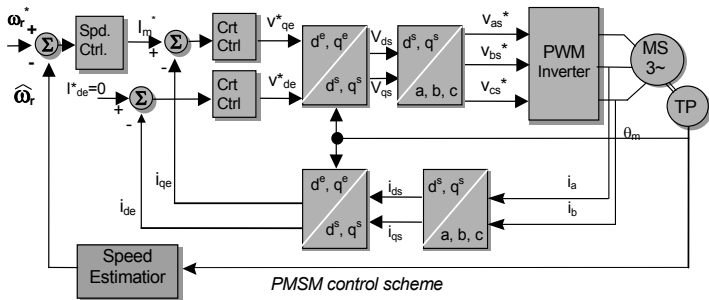 ωr*
+
-
Σ
Spd.
Ctrl.
Im*
+
-
Σ
Crt
Ctrl
v*qe
I*de=0
+
-
Σ
Crt
Ctrl
v*de
dᵉ, qᵉ
dˢ, qˢ
Vds
Vqs
dˢ, qˢ
a, b, c
vas*
vbs*
vcs*
PWM
Inverter
MS
3~
TP
θm
ω̂r
iqe
ide
dᵉ, qᵉ
dˢ, qˢ
ids
iqs
dˢ, qˢ
a, b, c
ia
ib
Speed
Estimatior
PMSM control scheme